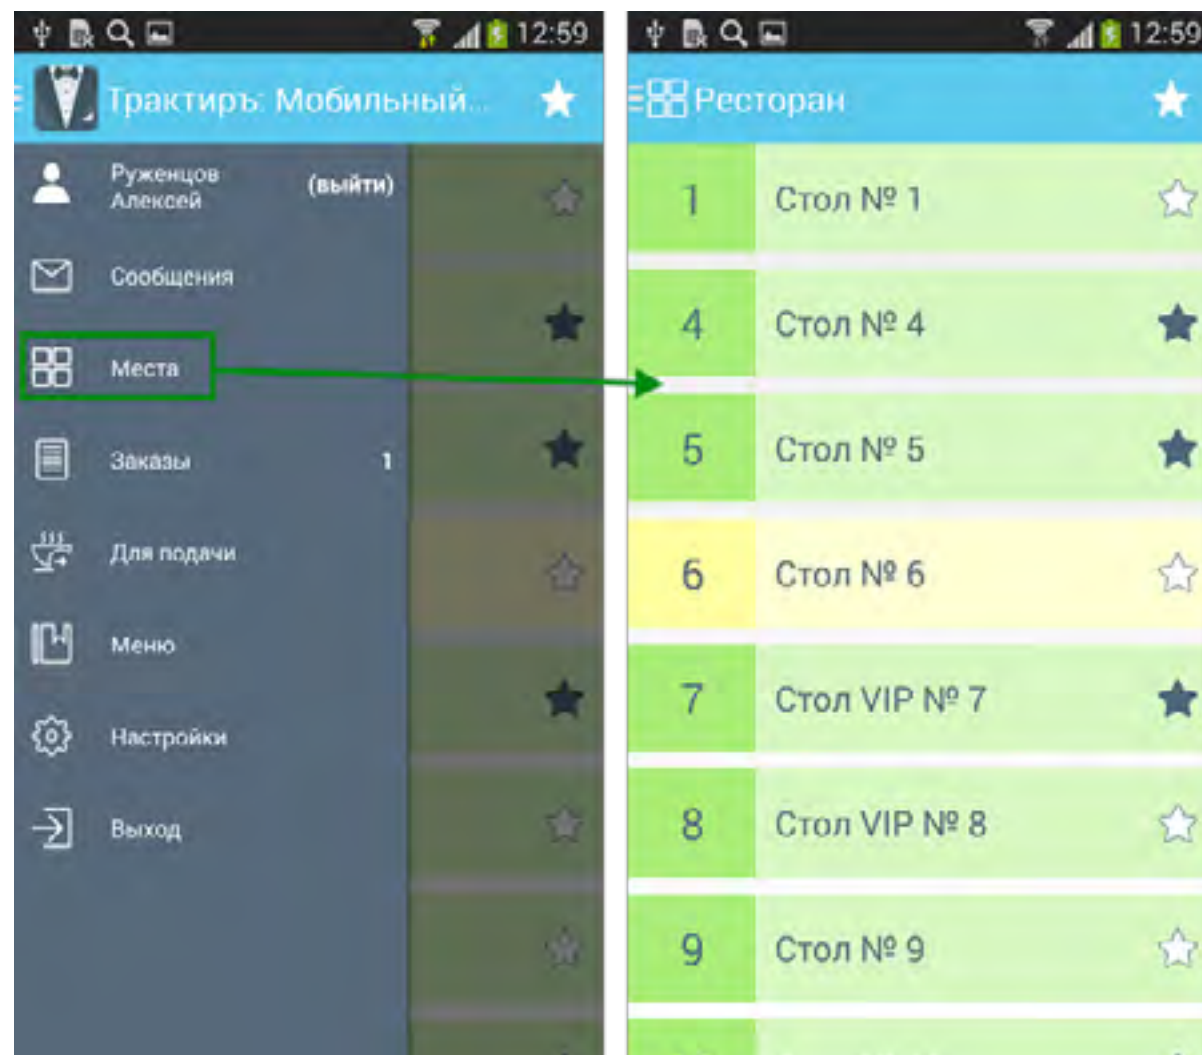 12:59
Трактиръ: Мобильный...
Руженцов
Алексей
(выйти)
Сообщения
Места
Заказы
1
Для подачи
Меню
Настройки
Выход
12:59
Ресторан
1 Стол № 1
4 Стол № 4
5 Стол № 5
6 Стол № 6
7 Стол VIP № 7
8 Стол VIP № 8
9 Стол № 9